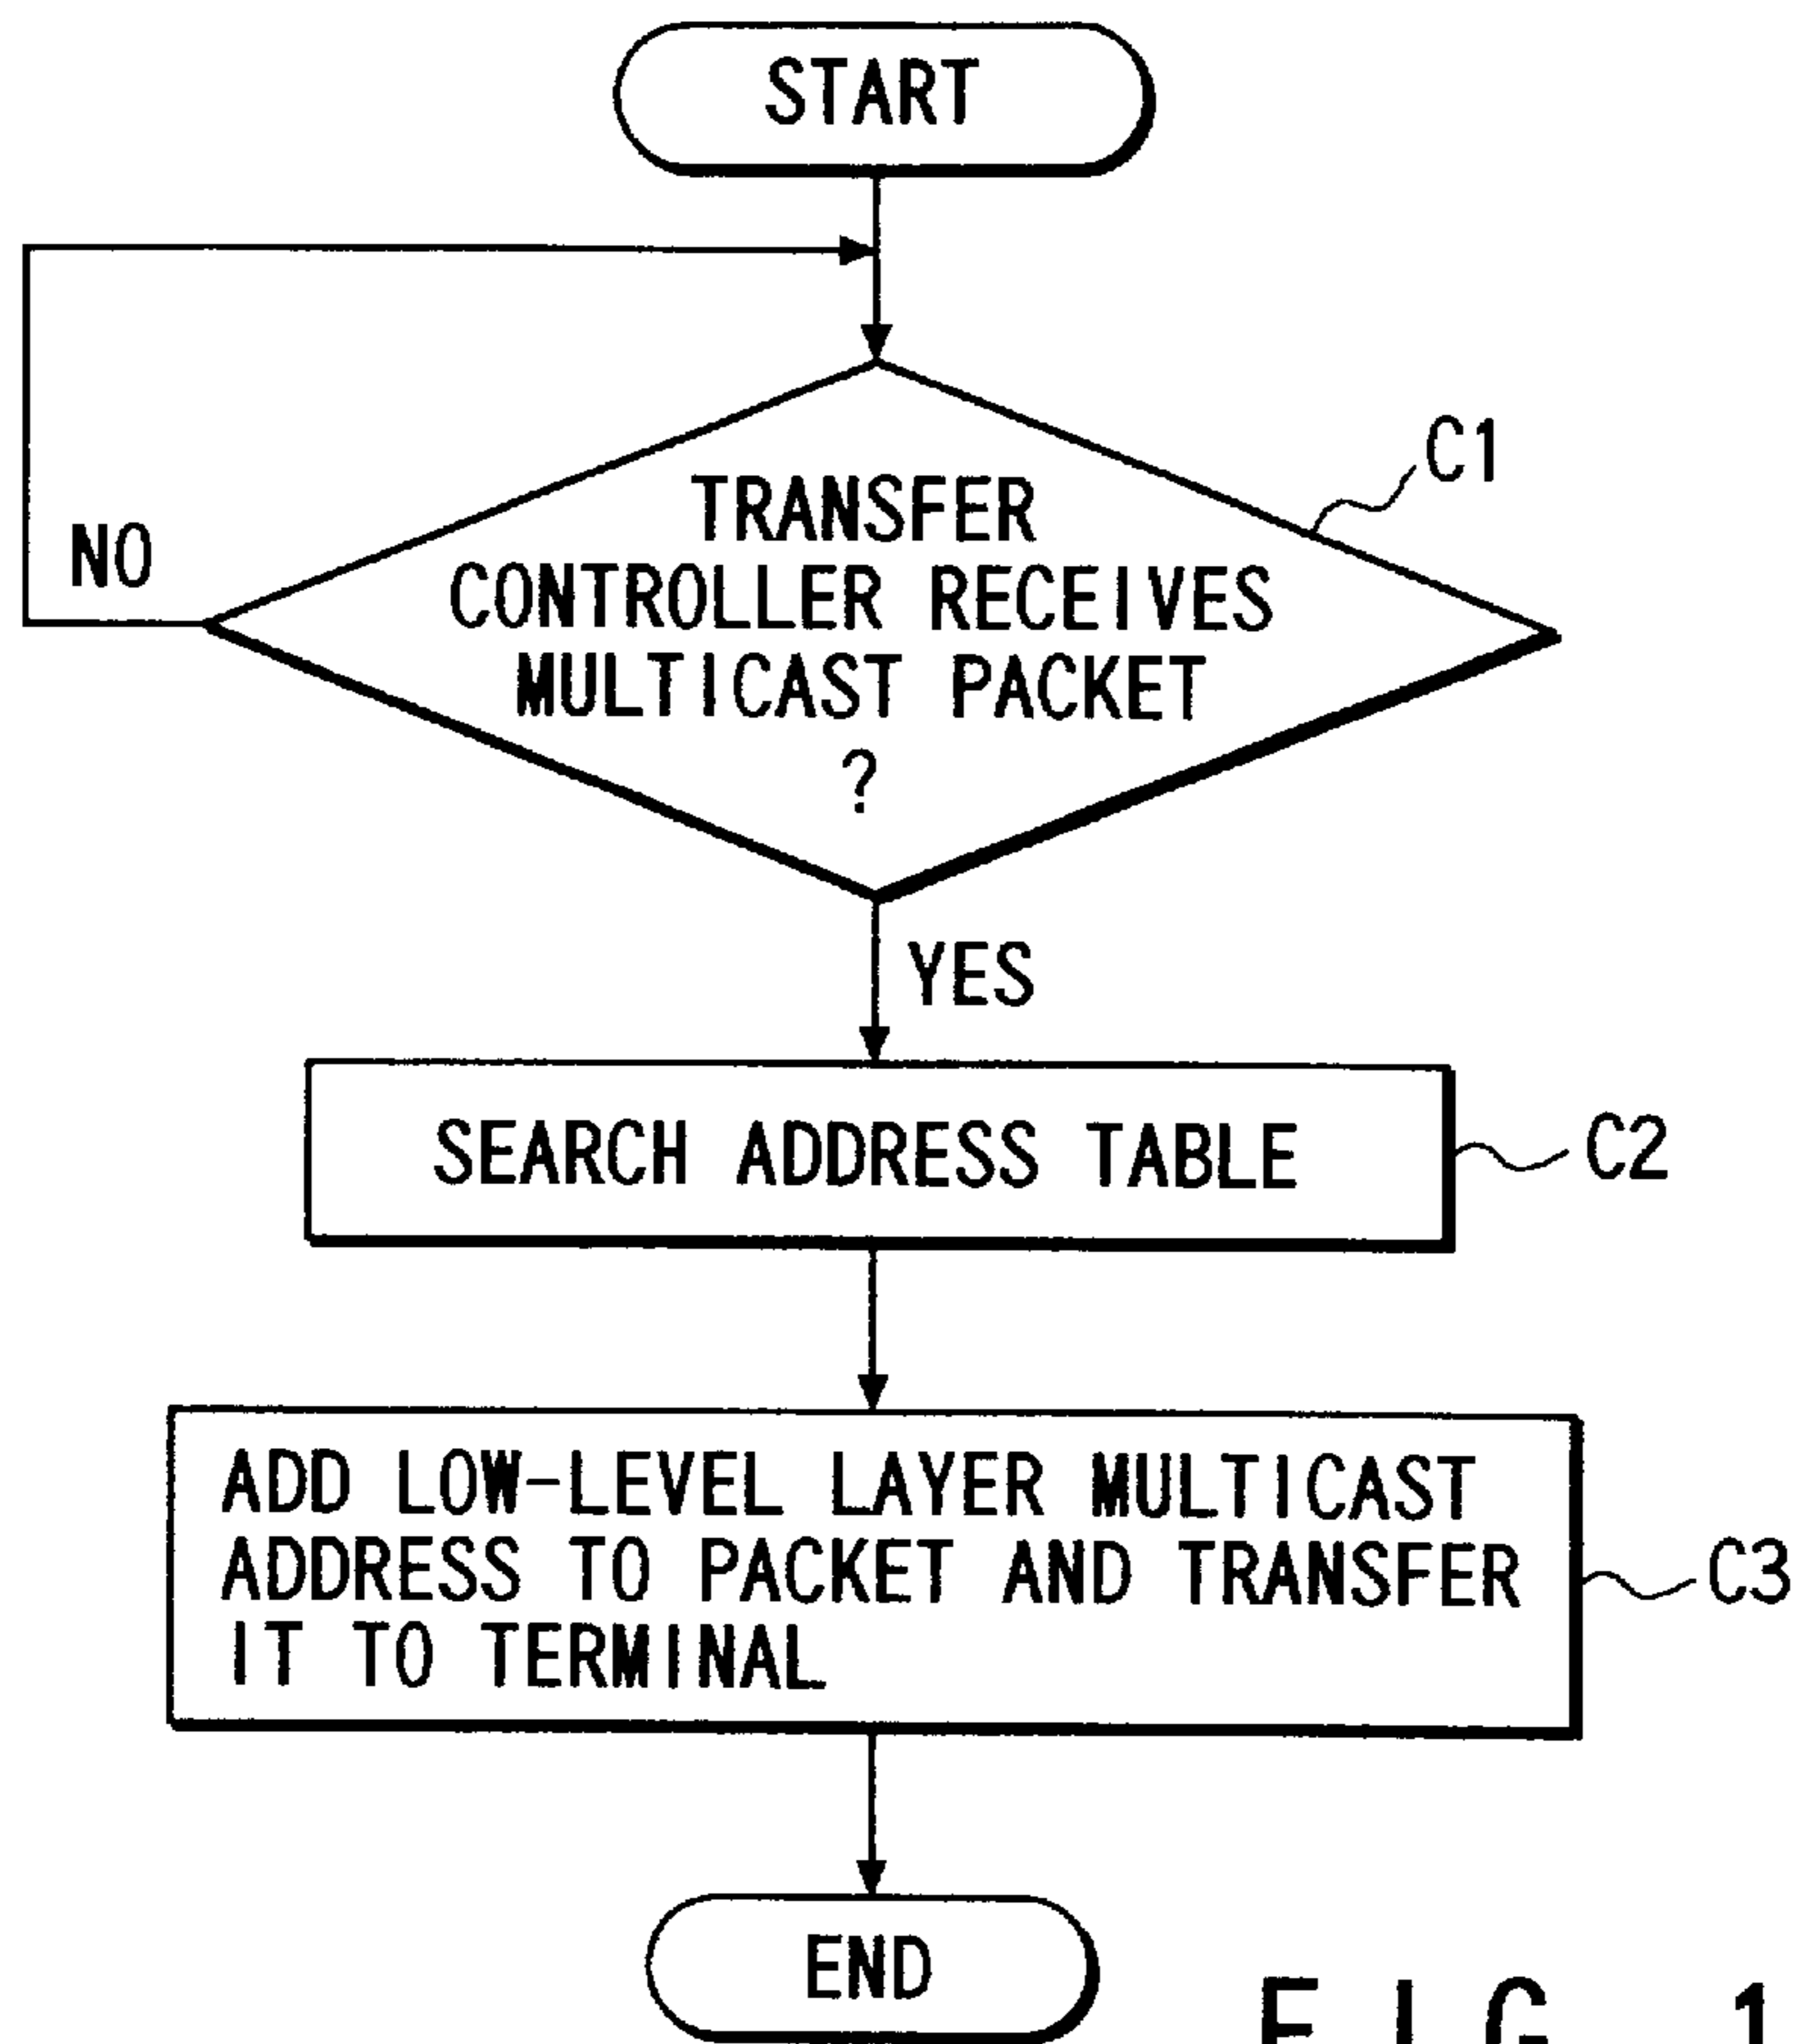 START
TRANSFER
CONTROLLER RECEIVES
MULTICAST PACKET
?
C1
NO
YES
SEARCH ADDRESS TABLE
C2
ADD LOW-LEVEL LAYER MULTICAST
ADDRESS TO PACKET AND TRANSFER
IT TO TERMINAL
C3
END